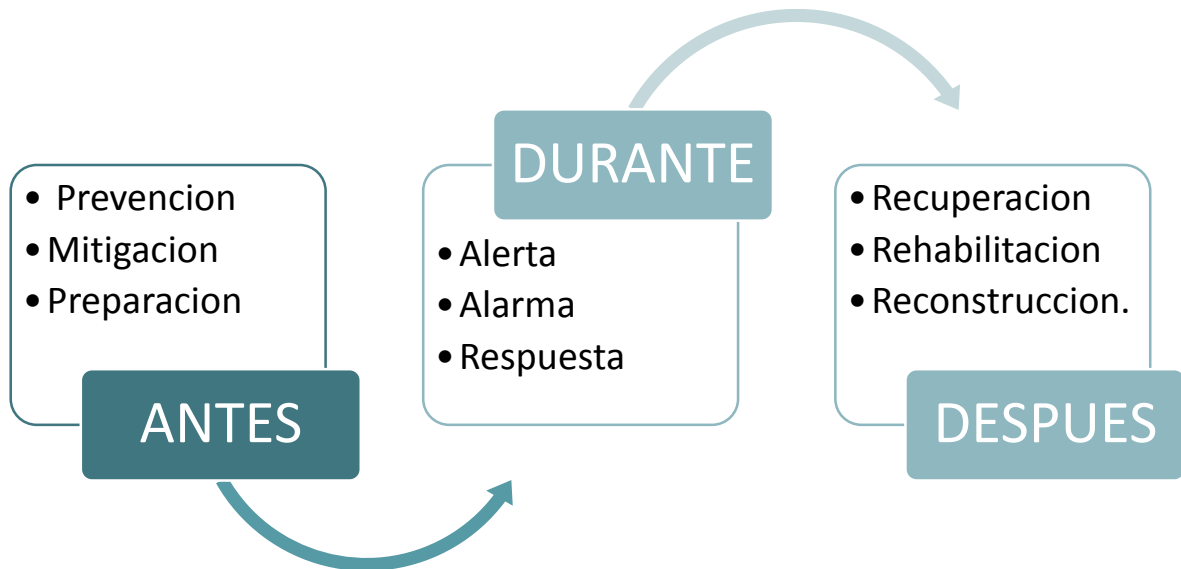 • Prevencion
• Mitigacion
• Preparacion
ANTES
DURANTE
• Alerta
• Alarma
• Respuesta
• Recuperacion
• Rehabilitacion
• Reconstruccion.
DESPUES